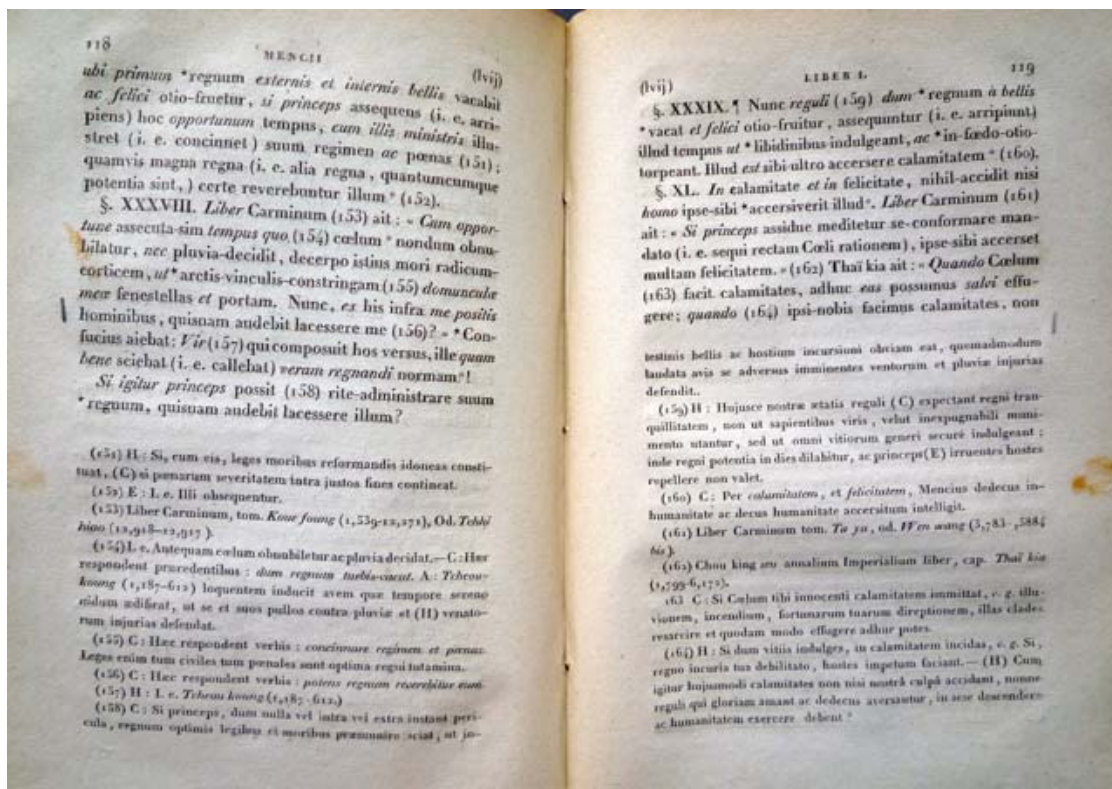 118
MENCII
(lvij)
ubi primum *regnum externis et internis bellis vacabit
ac felici otio-fruetur, si princeps assequens (i. e. arri-
piens) hoc opportunum tempus, cum illis ministris illu-
stret (i. e. concinnet) suum regimen ac pœnas (151);
quamvis magna regna (i. e. alia regna, quantumcumque
potentia sint,) certe reverebuntur illum* (152).
§. XXXVIII. Liber Carminum (153) ait : « Cum oppor-
tune assecuta-sim tempus quo (154) cœlum* nondum obnu-
bilatur, nec pluvia-decidit, decerpo istius mori radicum-
corticem, ut *arctis-vinculis-constringam (155) domunculæ
meæ fenestellas et portam. Nunc, ex his infra me positis
hominibus, quisnam audebit lacessere me (156)? » *Con-
fucius aiebat : Vir (157) qui composuit hos versus, ille quam
bene sciebat (i. e. callebat) veram regnandi normam*!
Si igitur princeps possit (158) rite-administrare suum
*regnum, quisnam audebit lacessere illum?
(151) H : Si, cum eis, leges moribus reformandis idoneas consti-
tuat, (C) si pœnarum severitatem intra justos fines contineat.
(152) E : I. e. Illi obsequentur.
(153) Liber Carminum, tom. Koue foung (1,539-12,271), Od. Tchhi
hiao (12,918-12,917).
(154) I. e. Antequam cœlum obnubiletur ac pluvia decidat.—C : Hæc
respondent præcedentibus : dum regnum turbis-vacat. A : Tcheou-
koung (1,187-612) loquentem inducit avem quæ tempore sereno
nidum ædificat, ut se et suos pullos contra pluviæ et (H) venato-
rum injurias defendat.
(155) C : Hæc respondent verbis : concinnare regimen et pœnas.
Leges enim tum civiles tum pœnales sunt optima regni tutamina.
(156) C : Hæc respondent verbis : potens regnum reverebitur eum.
(157) H : I. e. Tcheou koung (1,187-612.)
(158) C : Si princeps, dum nulla vel intra vel extra instant peri-
cula, regnum optimis legibus et moribus præmunire sciat, ut in-
(lvij)
LIBER I.
119
§. XXXIX. ¶ Nunc reguli (159) dum *regnum à bellis
*vacat et felici otio-fruitur, assequuntur (i. e. arripiunt)
illud tempus ut *libidinibus-indulgeant, ac *in-fœdo-otio-
torpeant. Illud est sibi ultro accersere calamitatem* (160).
§. XL. In calamitate et in felicitate, nihil-accidit nisi
homo ipse-sibi *accersiverit illud*. Liber Carminum (161)
ait : « Si princeps assidue meditetur se-conformare man-
dato (i. e. sequi rectam Cœli rationem), ipse-sibi accerset
multam felicitatem. » (162) Thaï kia ait : « Quando Cœlum
(163) facit calamitates, adhuc eas possumus salvi effu-
gere; quando (164) ipsi-nobis facimus calamitates, non
testinis bellis ac hostium incursioni obviam eat, quemadmodum
laudata avis se adversus imminentes ventorum et pluviæ injurias
defendit..
(159) H : Hujusce nostræ ætatis reguli (C) expectant regni tran-
quillitatem, non ut sapientibus viris, velut inexpugnabili muni-
mento utantur, sed ut omni vitiorum generi securè indulgeant;
inde regni potentia in dies dilabitur, ac princeps (E) irruentes hostes
repellere non valet.
(160) C : Per calamitatem, et felicitatem, Mencius dedecus in-
humanitate ac decus humanitate accersitum intelligit.
(161) Liber Carminum tom. Ta ya, od. Wen wang (5,783-,5884
bis).
(162) Chou king seu annalium Imperialium liber, cap. Thaï kia
(1,799-6,172).
163 C : Si Cœlum tibi innocenti calamitatem immittat, v. g. illu-
vionem, incendium, fortunarum tuarum direptionem, illas clades
resarcire et quodam modo effugere adhuc potes.
(164) H : Si dum vitiis indulges, in calamitatem incidas, v. g. Si,
regno incuria tua debilitato, hostes impetum faciant.— (H) Cum
igitur hujusmodi calamitates non nisi nostrâ culpâ accidant, nonne
reguli qui gloriam amant ac dedecus aversantur, in sese descendere
ac humanitatem exercere debent?